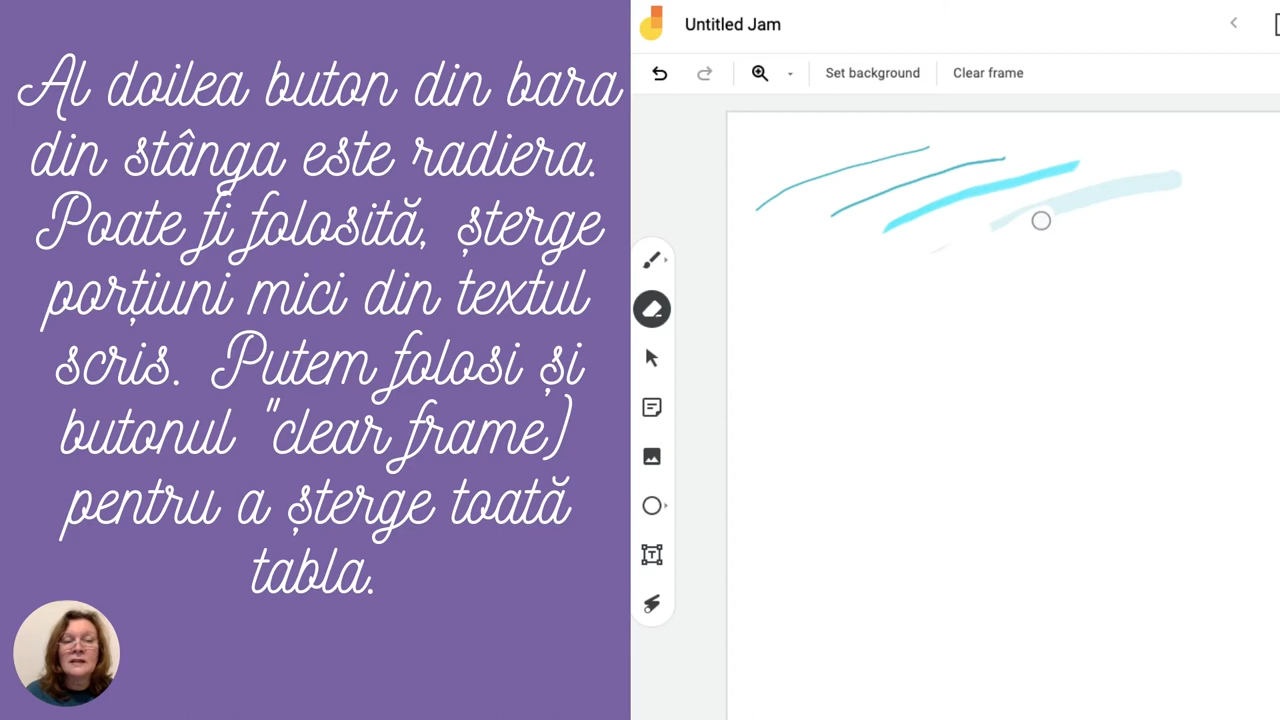 Al doilea buton din bara
din stânga este radiera.
Poate fi folosită, șterge
porțiuni mici din textul
scris. Putem folosi și
butonul "clear frame)
pentru a șterge toată
tabla.
Untitled Jam
Set background
Clear frame
T